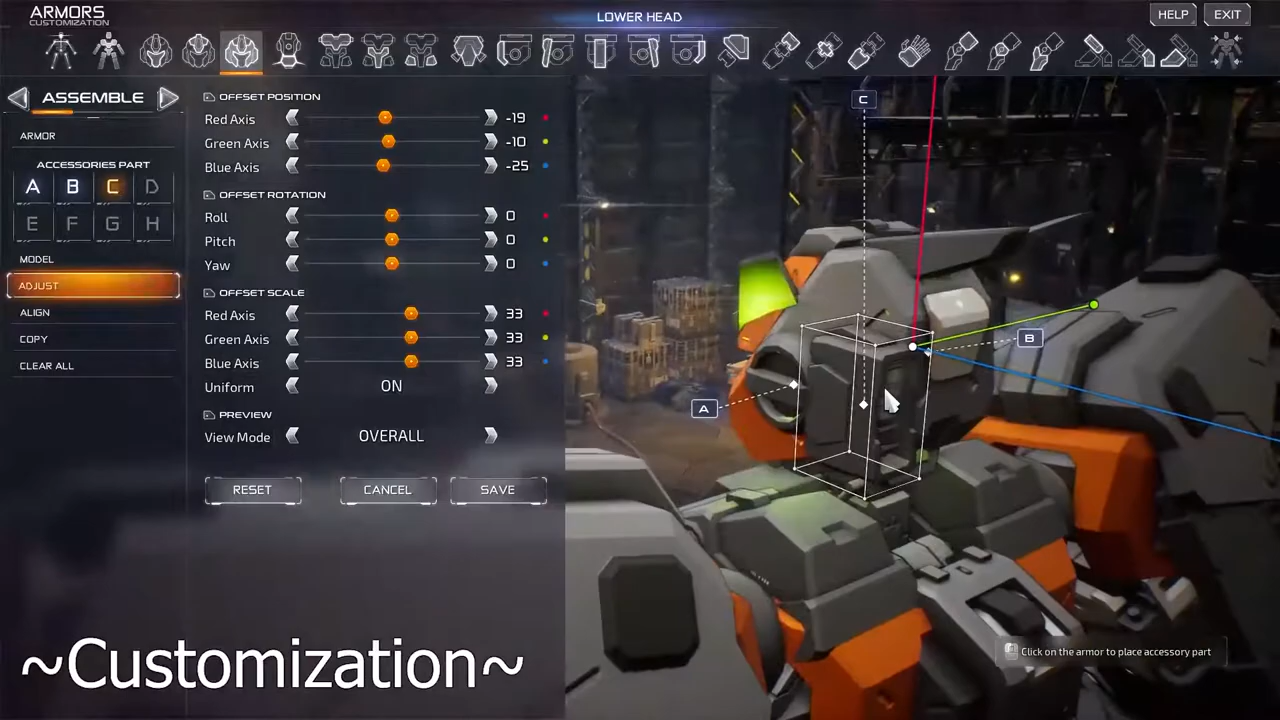 ARMORS
CUSTOMIZATION
LOWER HEAD
HELP
EXIT
ASSEMBLE
ARMOR
ACCESSORIES PART
A B C D
E F G H
MODEL
ADJUST
ALIGN
COPY
CLEAR ALL
OFFSET POSITION
Red Axis -19
Green Axis -10
Blue Axis -25
OFFSET ROTATION
Roll 0
Pitch 0
Yaw 0
OFFSET SCALE
Red Axis 33
Green Axis 33
Blue Axis 33
Uniform ON
PREVIEW
View Mode OVERALL
RESET
CANCEL
SAVE
C
B
A
Click on the armor to place accessory part
~Customization~